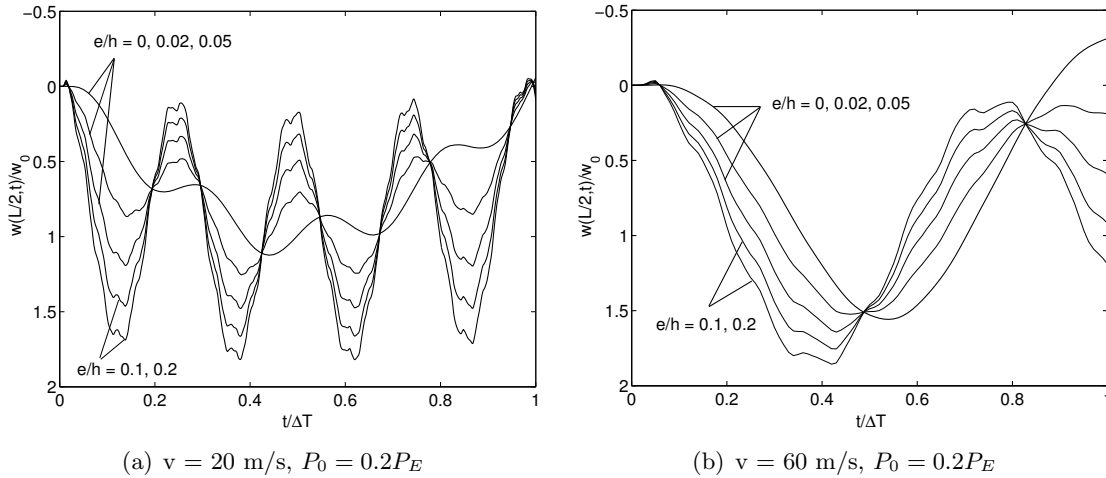 −0.5
0
0.5
1
1.5
2
w(L/2,t)/w0
e/h = 0, 0.02, 0.05
e/h = 0.1, 0.2
0 0.2 0.4 0.6 0.8 1
t/ΔT
(a) v = 20 m/s, P0 = 0.2PE
−0.5
0
0.5
1
1.5
2
w(L/2,t)/w0
e/h = 0, 0.02, 0.05
e/h = 0.1, 0.2
0 0.2 0.4 0.6 0.8 1
t/ΔT
(b) v = 60 m/s, P0 = 0.2PE